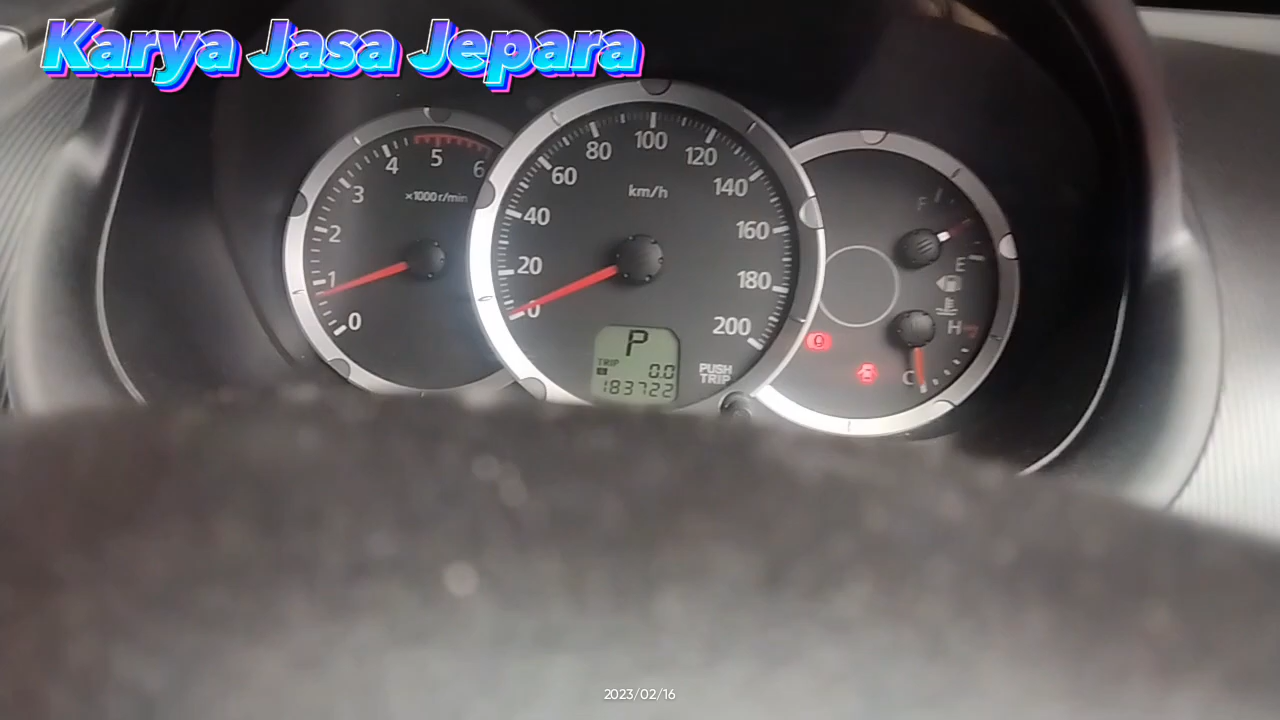 Karya Jasa Jepara
0 1 2 3 4 5 6
×1000 r/min
0 20 40 60 80 100 120 140 160 180 200
km/h
P
TRIP
0.0
183722
PUSH
TRIP
F
E
H
C
2023/02/16